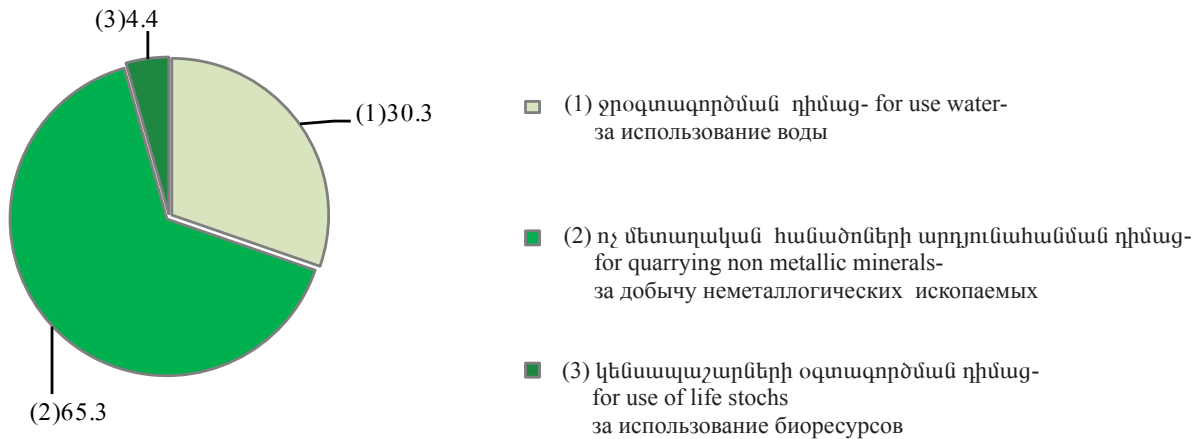 (3)4.4
(1)30.3
(2)65.3
(1) ջրօգտագործման դիմաց- for use water-
за использование воды
(2) ոչ մետաղական հանածոների արդյունահանման դիմաց-
for quarrying non metallic minerals-
за добычу неметаллогических ископаемых
(3) կենսապաշարների օգտագործման դիմաց-
for use of life stochs
за использование биоресурсов